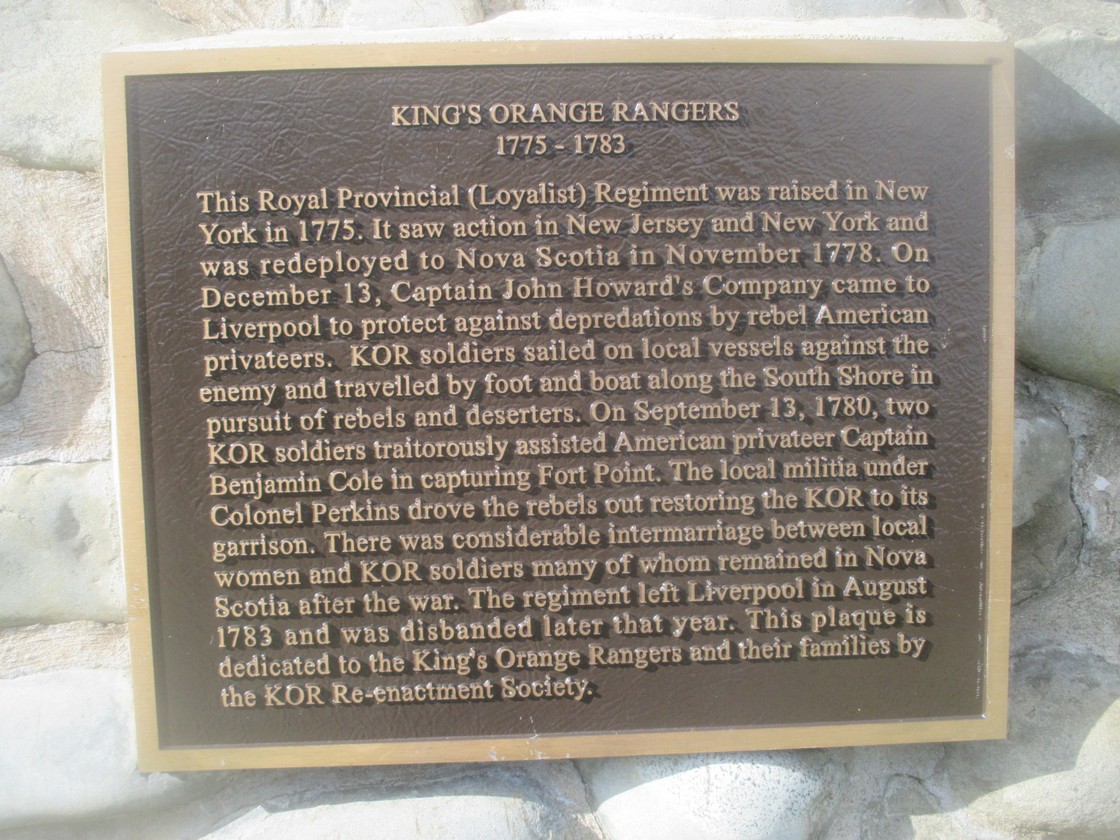 KING'S ORANGE RANGERS
1775 - 1783
This Royal Provincial (Loyalist) Regiment was raised in New
York in 1775. It saw action in New Jersey and New York and
was redeployed to Nova Scotia in November 1778. On
December 13, Captain John Howard's Company came to
Liverpool to protect against depredations by rebel American
privateers. KOR soldiers sailed on local vessels against the
enemy and travelled by foot and boat along the South Shore in
pursuit of rebels and deserters. On September 13, 1780, two
KOR soldiers traitorously assisted American privateer Captain
Benjamin Cole in capturing Fort Point. The local militia under
Colonel Perkins drove the rebels out restoring the KOR to its
garrison. There was considerable intermarriage between local
women and KOR soldiers many of whom remained in Nova
Scotia after the war. The regiment left Liverpool in August
1783 and was disbanded later that year. This plaque is
dedicated to the King's Orange Rangers and their families by
the KOR Re-enactment Society.